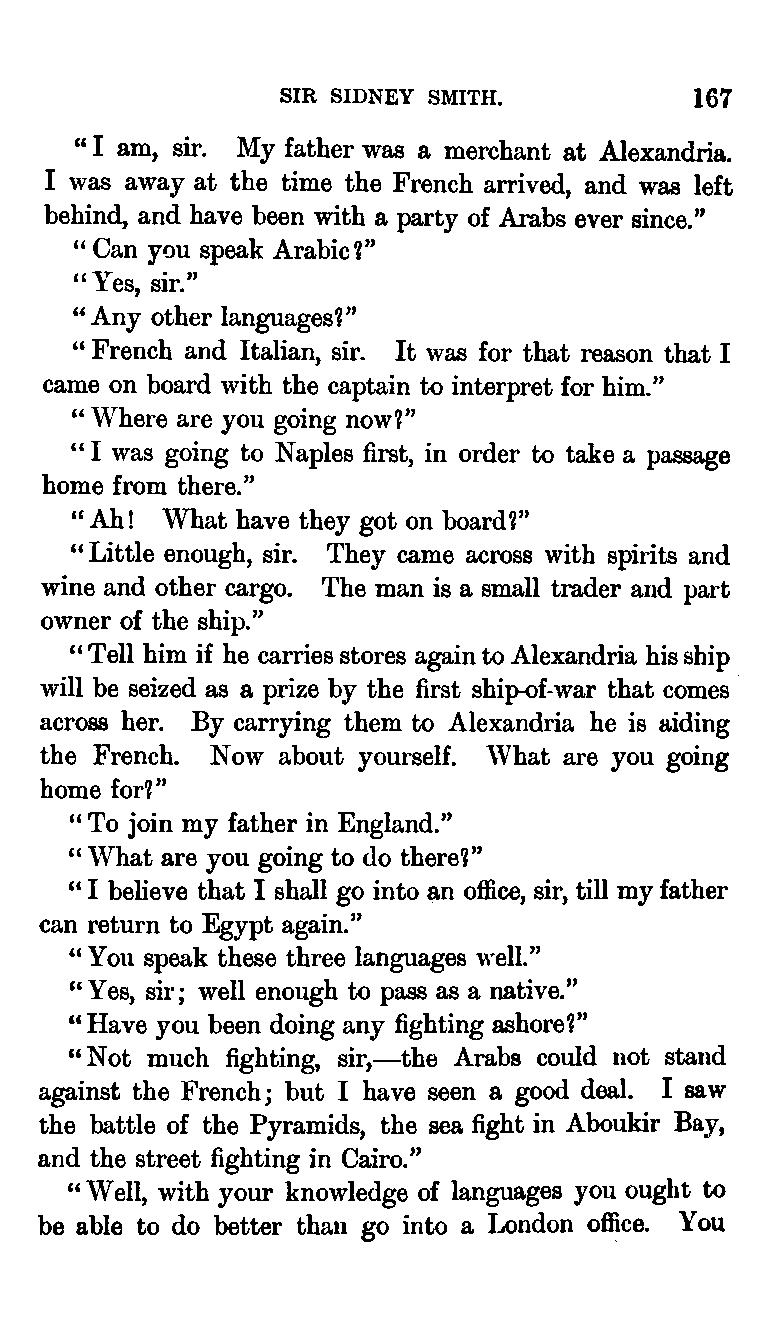 SIR SIDNEY SMITH. 167
“I am, sir. My father was a merchant at Alexandria.
I was away at the time the French arrived, and was left
behind, and have been with a party of Arabs ever since.”
“Can you speak Arabic?”
“Yes, sir.”
“Any other languages?”
“French and Italian, sir. It was for that reason that I
came on board with the captain to interpret for him.”
“Where are you going now?”
“I was going to Naples first, in order to take a passage
home from there.”
“Ah! What have they got on board?”
“Little enough, sir. They came across with spirits and
wine and other cargo. The man is a small trader and part
owner of the ship.”
“Tell him if he carries stores again to Alexandria his ship
will be seized as a prize by the first ship-of-war that comes
across her. By carrying them to Alexandria he is aiding
the French. Now about yourself. What are you going
home for?”
“To join my father in England.”
“What are you going to do there?”
“I believe that I shall go into an office, sir, till my father
can return to Egypt again.”
“You speak these three languages well.”
“Yes, sir; well enough to pass as a native.”
“Have you been doing any fighting ashore?”
“Not much fighting, sir,—the Arabs could not stand
against the French; but I have seen a good deal. I saw
the battle of the Pyramids, the sea fight in Aboukir Bay,
and the street fighting in Cairo.”
“Well, with your knowledge of languages you ought to
be able to do better than go into a London office. You